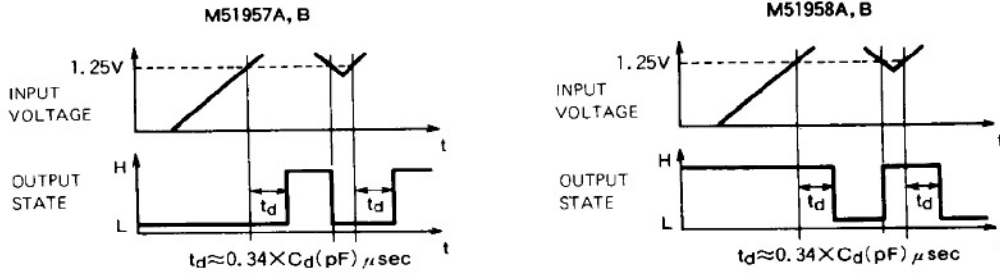 M51957A, B
1.25V
INPUT
VOLTAGE
t
H
OUTPUT
STATE
L
td
td
t
td≈0.34×Cd(pF) μsec
M51958A, B
1.25V
INPUT
VOLTAGE
t
H
OUTPUT
STATE
L
td
td
t
td≈0.34×Cd(pF) μsec